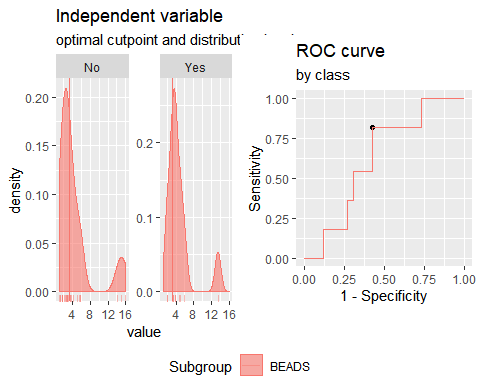 Independent variable
optimal cutpoint and distribut
No
Yes
0.20
0.15
0.10
0.05
0.00
0.2
0.1
0.0
4 8 12 16
4 8 12 16
density
value
ROC curve
by class
1.00
0.75
0.50
0.25
0.00
0.00 0.25 0.50 0.75 1.00
Sensitivity
1 - Specificity
Subgroup
BEADS